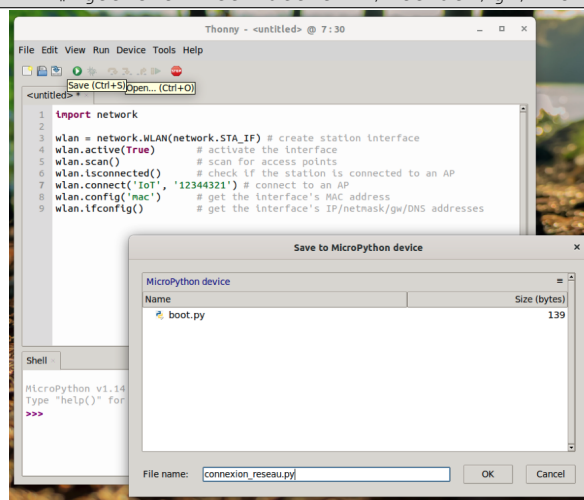 Thonny - <untitled> @ 7:30
File Edit View Run Device Tools Help
Save (Ctrl+S) Open... (Ctrl+O)
<untitled> *
1 import network
2
3 wlan = network.WLAN(network.STA_IF) # create station interface
4 wlan.active(True) # activate the interface
5 wlan.scan() # scan for access points
6 wlan.isconnected() # check if the station is connected to an AP
7 wlan.connect('IoT', '12344321') # connect to an AP
8 wlan.config('mac') # get the interface's MAC address
9 wlan.ifconfig() # get the interface's IP/netmask/gw/DNS addresses
Save to MicroPython device
MicroPython device
Name Size (bytes)
boot.py 139
Shell
MicroPython v1.14
Type "help()" for
>>>
File name: connexion_reseau.py OK Cancel